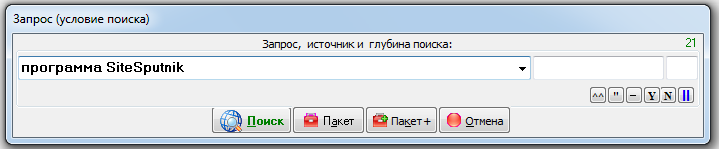 Запрос (условие поиска)
Запрос, источник и глубина поиска: 21
программа SiteSputnik
^^ " – Y N ||
Поиск Пакет Пакет+ Отмена